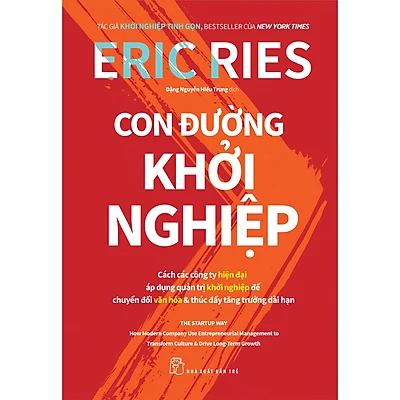 TÁC GIẢ KHỞI NGHIỆP TINH GỌN, BESTSELLER CỦA NEW YORK TIMES
ERIC RIES
Đặng Nguyễn Hiếu Trung dịch
CON ĐƯỜNG
KHỞI
NGHIỆP
Cách các công ty hiện đại
áp dụng quản trị khởi nghiệp để
chuyển đổi văn hóa & thúc đẩy tăng trưởng dài hạn
THE STARTUP WAY
How Modern Company Use Entrepreneurial Management to
Transform Culture & Drive Long-Term Growth
NHÀ XUẤT BẢN TRẺ